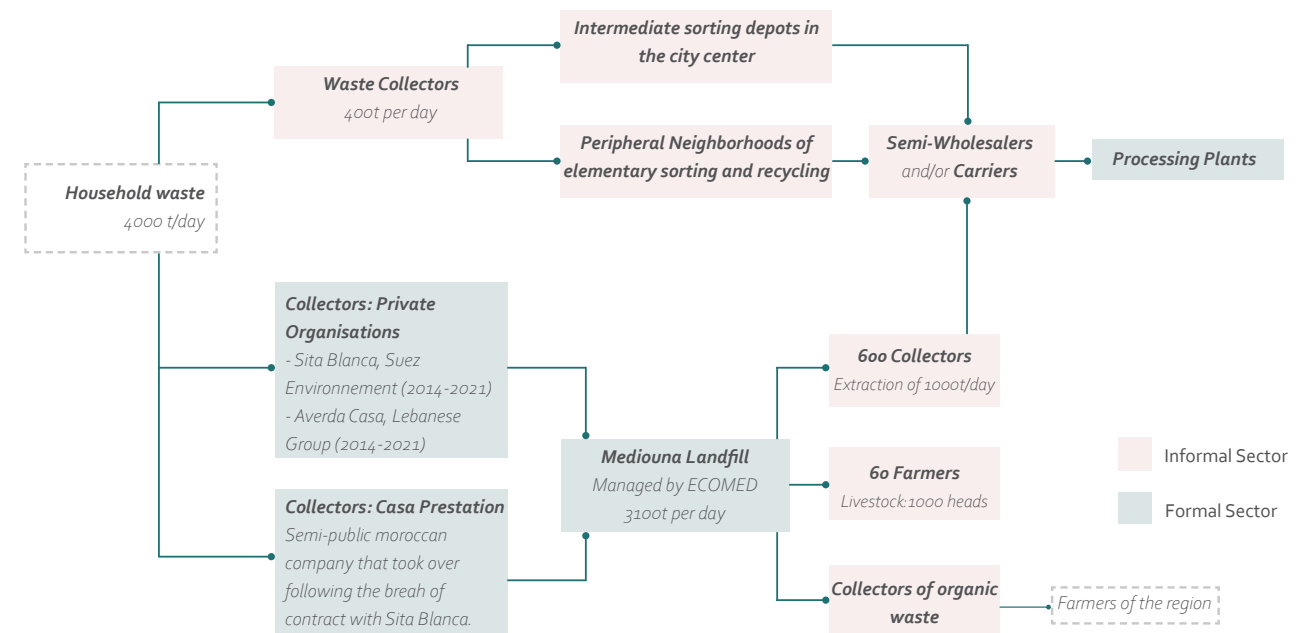 Intermediate sorting depots in
the city center
Waste Collectors
400t per day
Peripheral Neighborhoods of
elementary sorting and recycling
Semi-Wholesalers
and/or Carriers
Processing Plants
Household waste
4000 t/day
Collectors: Private
Organisations
- Sita Blanca, Suez
Environnement (2014-2021)
- Averda Casa, Lebanese
Group (2014-2021)
600 Collectors
Extraction of 1000t/day
Mediouna Landfill
Managed by ECOMED
3100t per day
60 Farmers
Livestock:1000 heads
Collectors: Casa Prestation
Semi-public moroccan
company that took over
following the breah of
contract with Sita Blanca.
Collectors of organic
waste
Farmers of the region
Informal Sector
Formal Sector